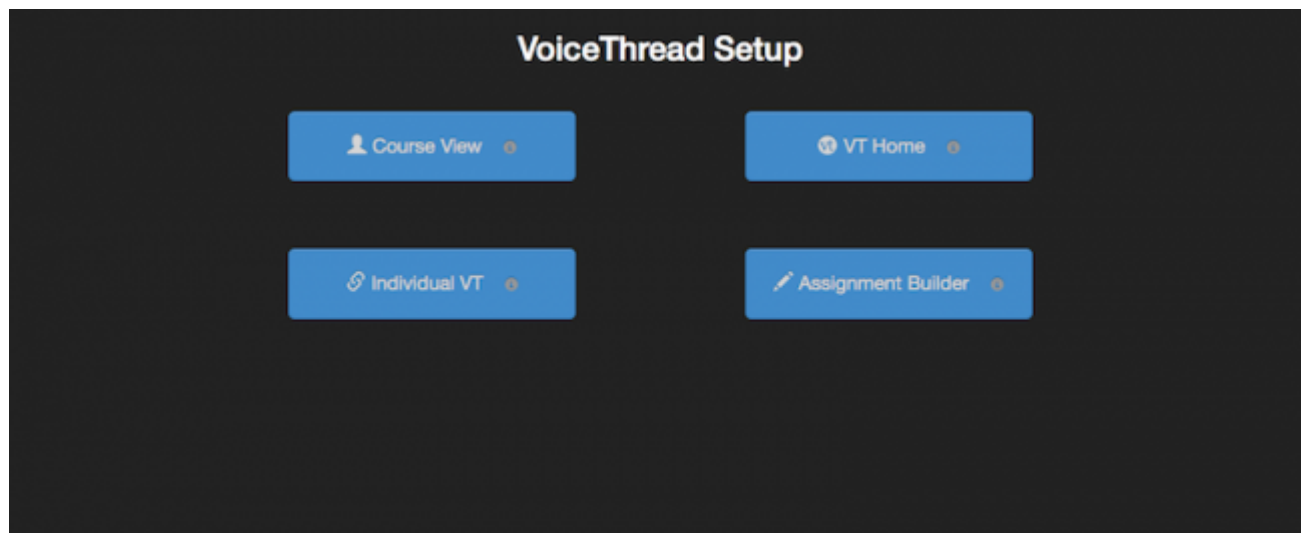 VoiceThread Setup
Course View
VT Home
Individual VT
Assignment Builder